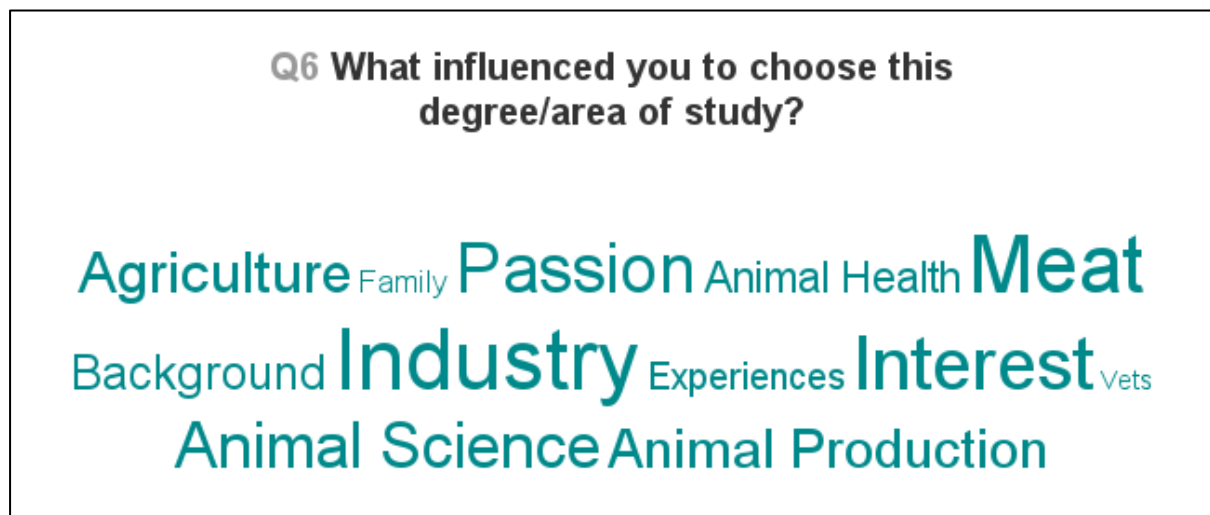 Q6 What influenced you to choose this
degree/area of study?
Agriculture Family Passion Animal Health Meat
Background Industry Experiences Interest Vets
Animal Science Animal Production